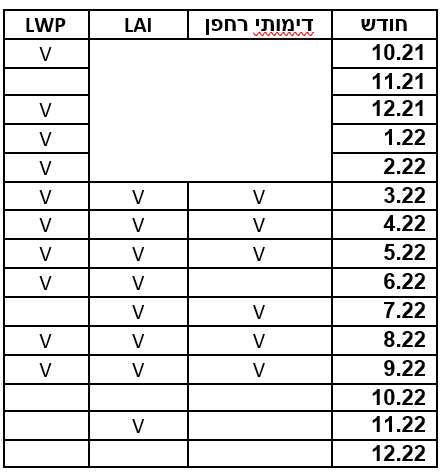 חודש דימותי רחפן LAI LWP
10.21 V
11.21
12.21 V
1.22 V
2.22 V
3.22 V V V
4.22 V V V
5.22 V V V
6.22 V V
7.22 V V
8.22 V V V
9.22 V V V
10.22
11.22 V
12.22